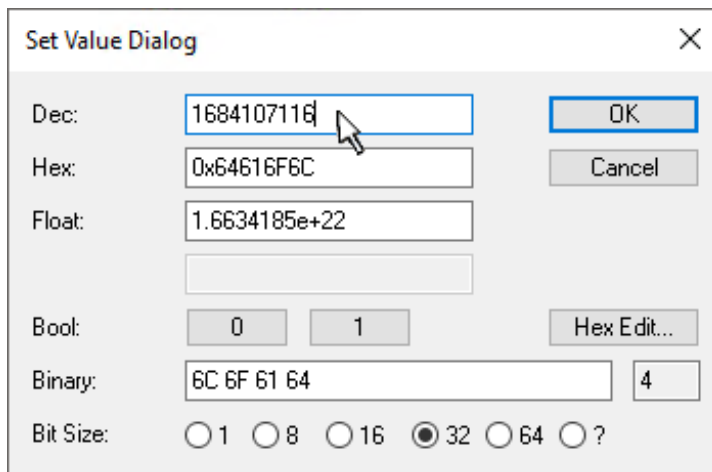 Set Value Dialog
Dec: 1684107116 OK
Hex: 0x64616F6C Cancel
Float: 1.6634185e+22
Bool: 0 1 Hex Edit...
Binary: 6C 6F 61 64 4
Bit Size: 1 8 16 32 64 ?